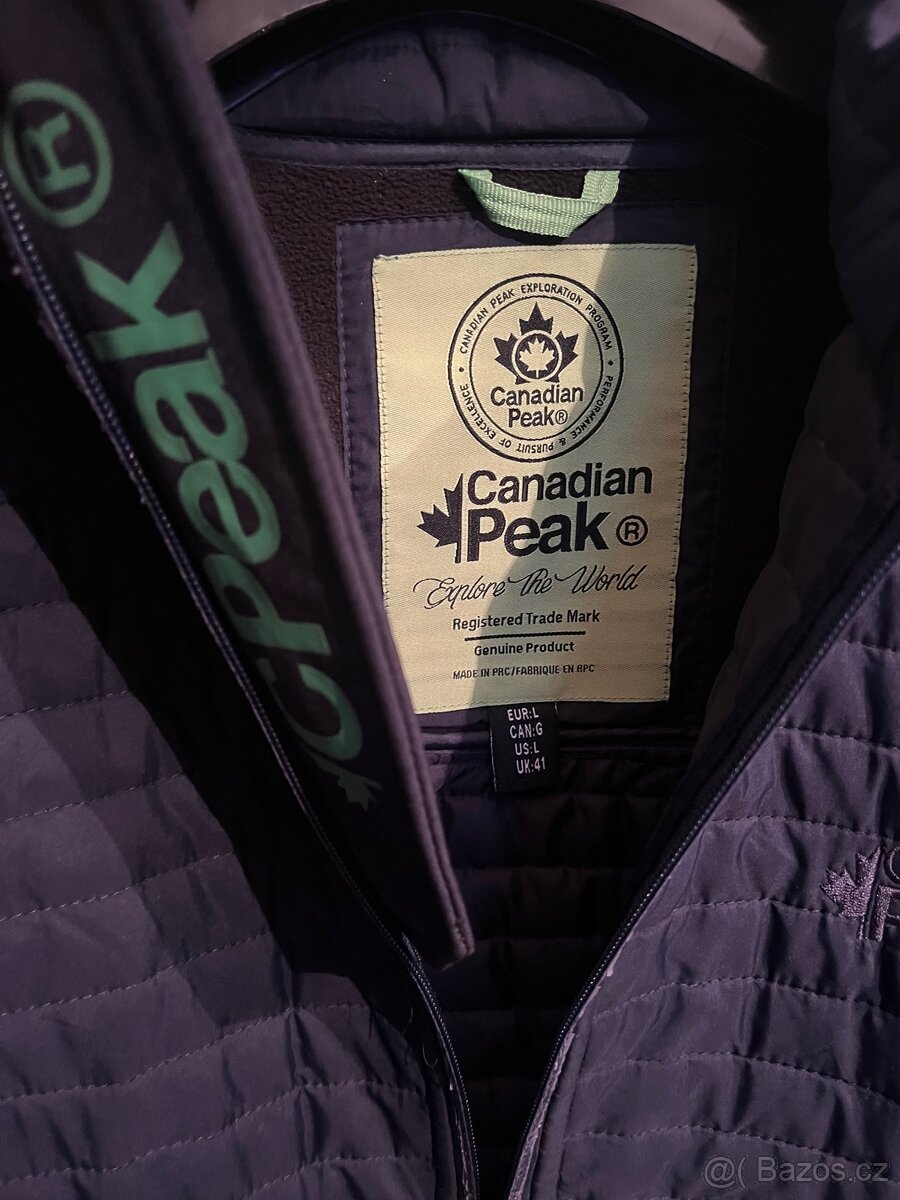 CPeak®
CANADIAN PEAK EXPLORATION PROGRAM
PERFORMANCE & PURSUIT OF EXCELLENCE
Canadian
Peak®
Canadian
Peak ®
Explore The World
Registered Trade Mark
Genuine Product
MADE IN PRC/FABRIQUE EN RPC
EUR:L
CAN:G
US:L
UK:41
@( Bazos.cz